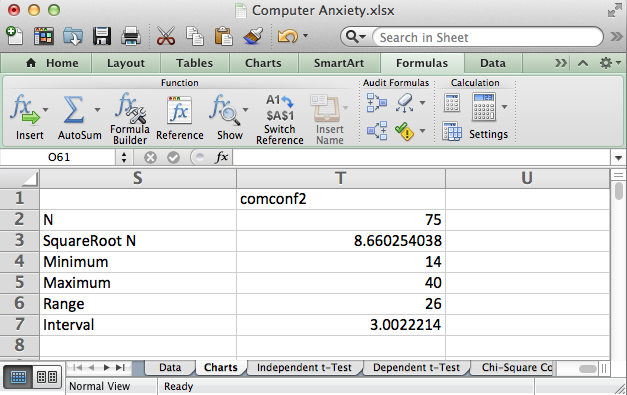 Computer Anxiety.xlsx
Search in Sheet
Home Layout Tables Charts SmartArt Formulas Data
Function Audit Formulas Calculation
A1
$A$1
Insert AutoSum Formula Builder Reference Show Switch Reference Insert Name Settings
O61 fx
S T U
1 comconf2
2 N 75
3 SquareRoot N 8.660254038
4 Minimum 14
5 Maximum 40
6 Range 26
7 Interval 3.0022214
8
Data Charts Independent t-Test Dependent t-Test Chi-Square Co
Normal View Ready